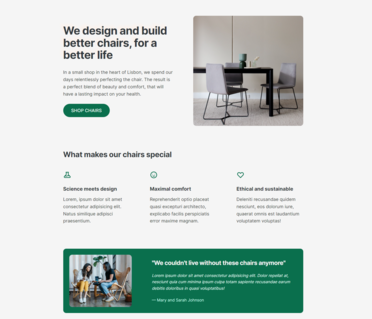 We design and build
better chairs, for a
better life
In a small shop in the heart of Lisbon, we spend our
days relentlessly perfecting the chair. The result is
a perfect blend of beauty and comfort, that will
have a lasting impact on your health.
SHOP CHAIRS
What makes our chairs special
Science meets design
Lorem, ipsum dolor sit amet
consectetur adipisicing elit.
Natus similique adipisci
praesentium.
Maximal comfort
Reprehenderit optio placeat
quasi excepturi architecto,
explicabo facilis perspiciatis
error maxime magnam.
Ethical and sustainable
Deleniti recusandae quidem
nesciunt, eos dolorum iure,
quaerat omnis est laudantium
voluptates!
"We couldn't live without these chairs anymore"
Lorem ipsum dolor sit amet consectetur adipisicing elit. Dolor repellat at,
nesciunt quia cum minima ipsum culpa totam sapiente recusandae earum
debitis doloribus in quasi voluptatibus!
— Mary and Sarah Johnson